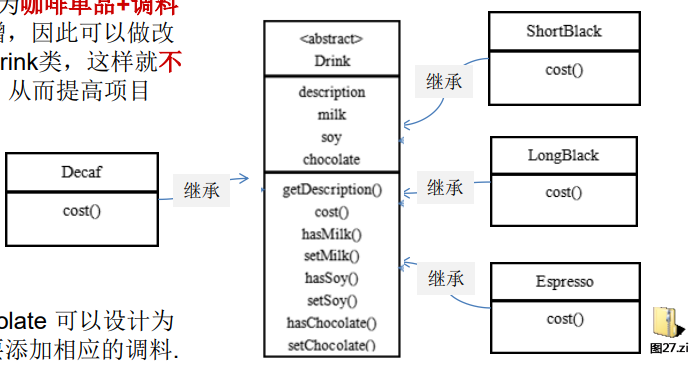 为咖啡单品+调料
增，因此可以做改
rink类，这样就不
从而提高项目
Decaf
cost()
继承
<abstract>
Drink
description
milk
soy
chocolate
getDescription()
cost()
hasMilk()
setMilk()
hasSoy()
setSoy()
hasChocolate()
setChocolate()
继承
ShortBlack
cost()
继承
LongBlack
cost()
继承
Espresso
cost()
olate 可以设计为
要添加相应的调料.
图27.zi